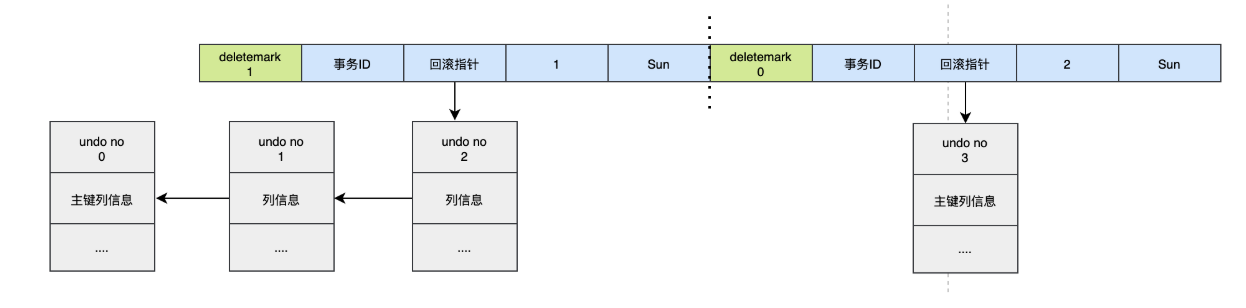 deletemark
1
事务ID
回滚指针
1
Sun
deletemark
0
事务ID
回滚指针
2
Sun
undo no
0
主键列信息
....
undo no
1
列信息
....
undo no
2
列信息
....
undo no
3
主键列信息
....